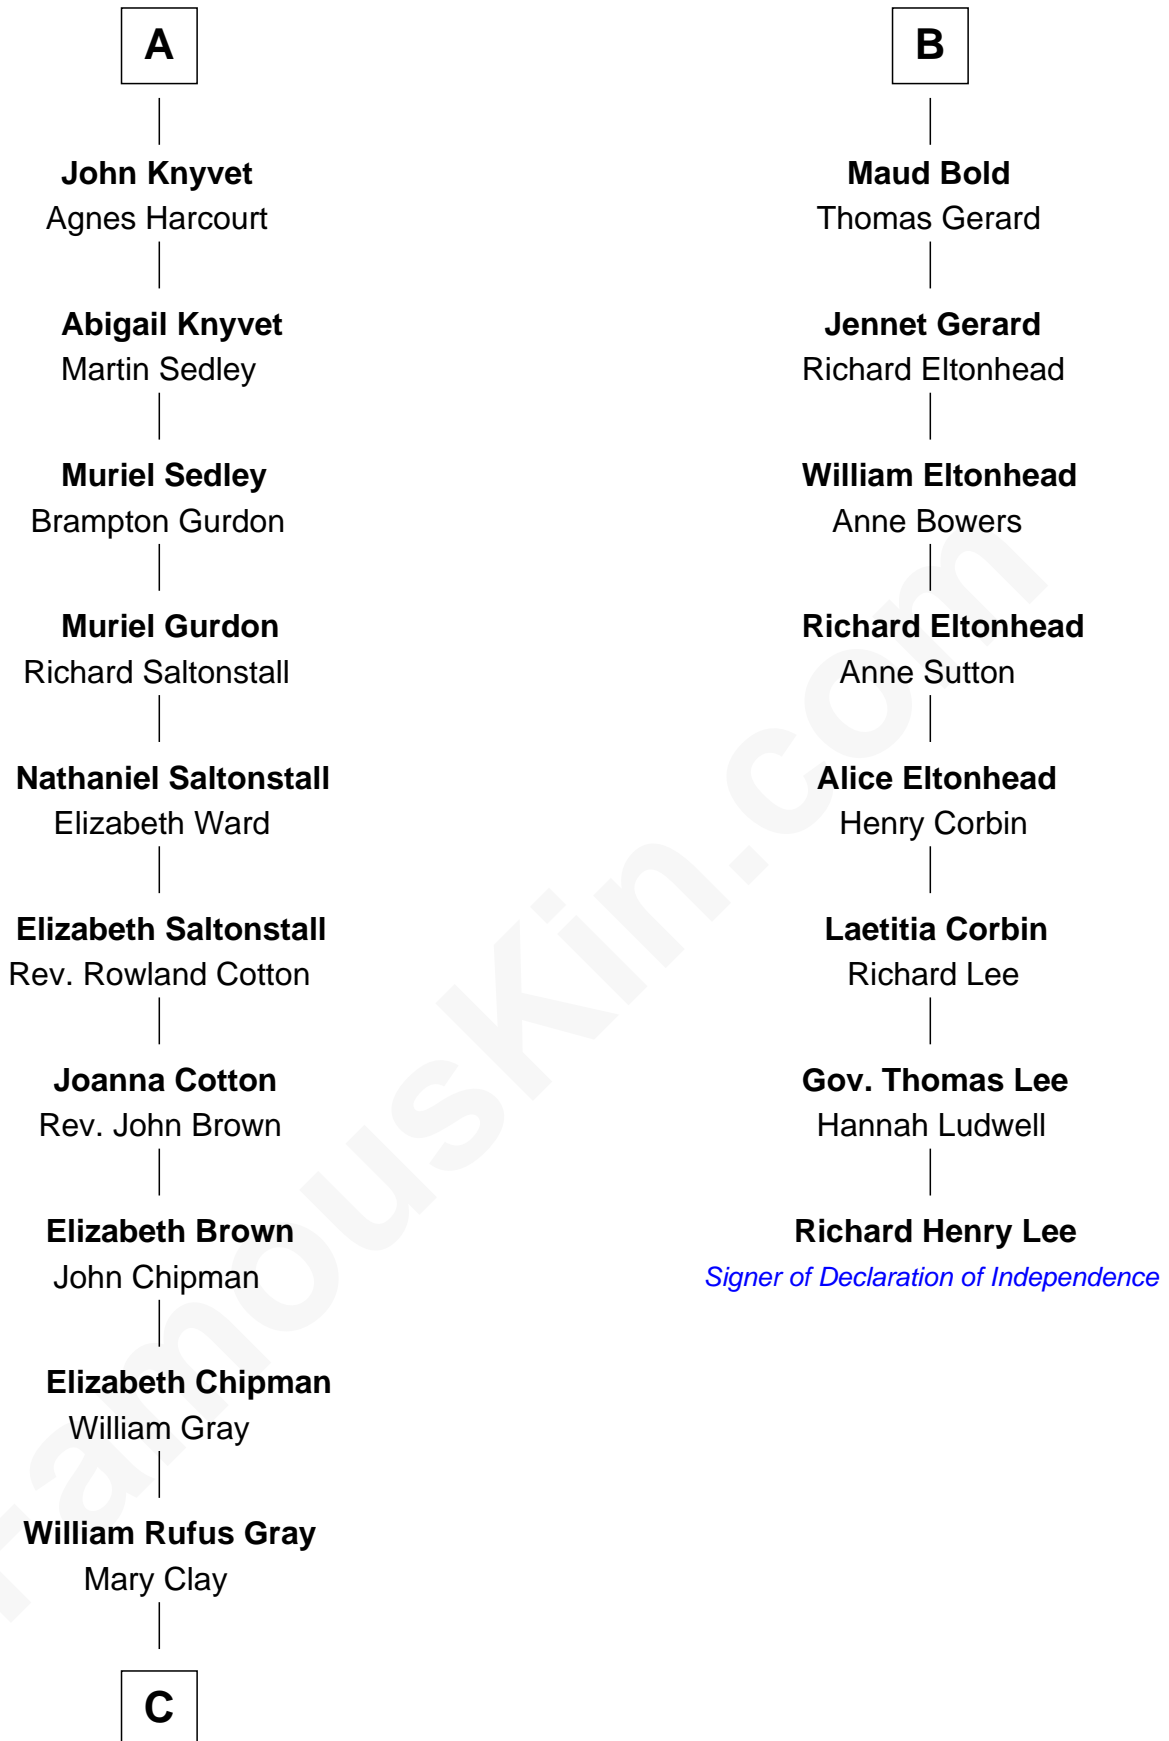 A
John Knyvet
Agnes Harcourt
Abigail Knyvet
Martin Sedley
Muriel Sedley
Brampton Gurdon
Muriel Gurdon
Richard Saltonstall
Nathaniel Saltonstall
Elizabeth Ward
Elizabeth Saltonstall
Rev. Rowland Cotton
Joanna Cotton
Rev. John Brown
Elizabeth Brown
John Chipman
Elizabeth Chipman
William Gray
William Rufus Gray
Mary Clay
C
B
Maud Bold
Thomas Gerard
Jennet Gerard
Richard Eltonhead
William Eltonhead
Anne Bowers
Richard Eltonhead
Anne Sutton
Alice Eltonhead
Henry Corbin
Laetitia Corbin
Richard Lee
Gov. Thomas Lee
Hannah Ludwell
Richard Henry Lee
Signer of Declaration of Independence
FamousKin.com